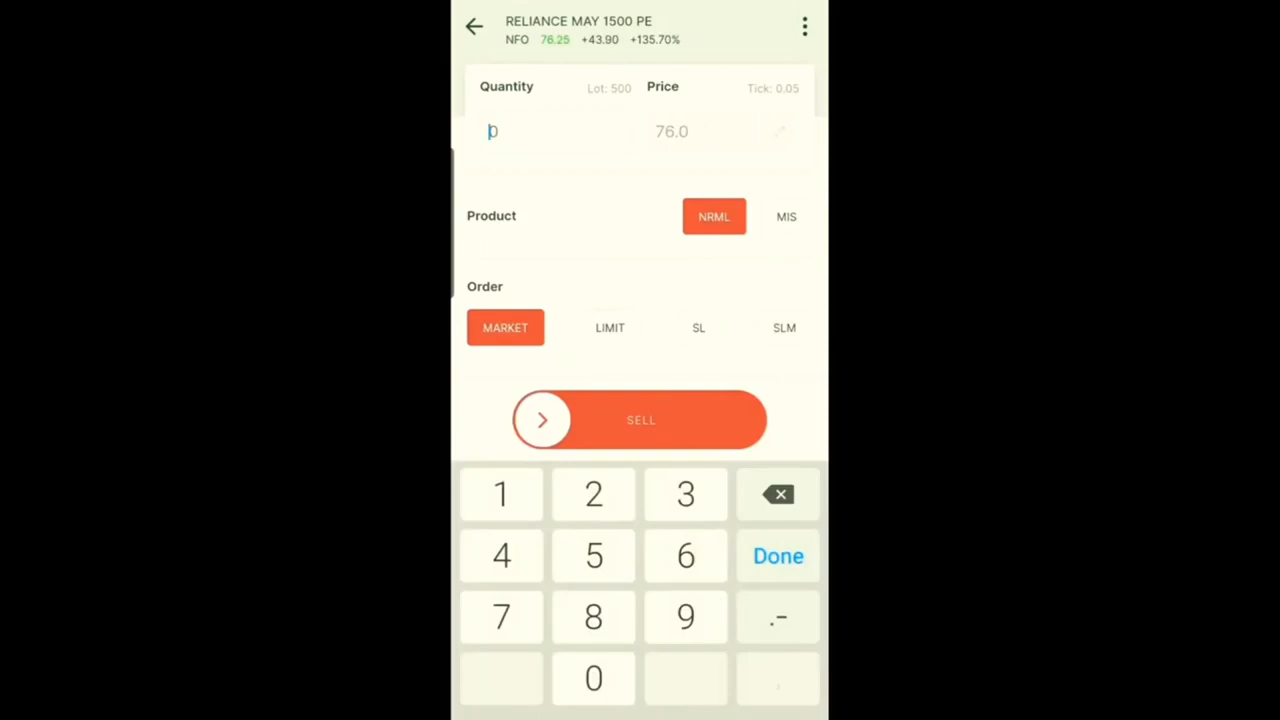 RELIANCE MAY 1500 PE
NFO 76.25 +43.90 +135.70%
Quantity Lot: 500 Price Tick: 0.05
0 76.0
Product NRML MIS
Order
MARKET LIMIT SL SLM
SELL
1 2 3
4 5 6 Done
7 8 9 .-
0 ,